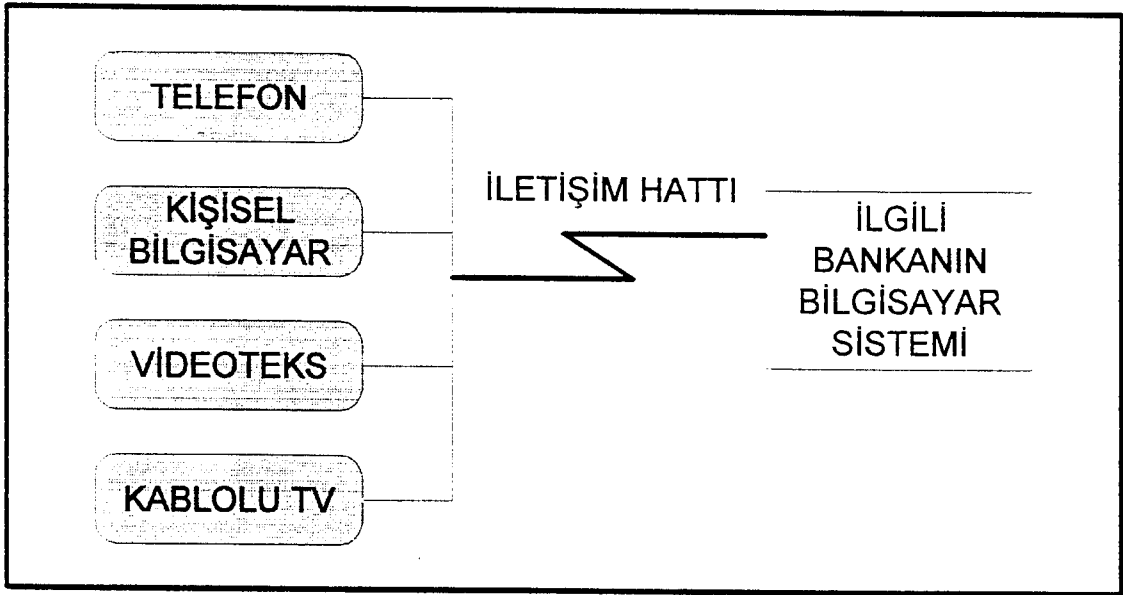 TELEFON
KİŞİSEL
BİLGİSAYAR
VİDEOTEKS
KABLOLU TV
İLETİŞİM HATTI
İLGİLİ
BANKANIN
BİLGİSAYAR
SİSTEMİ